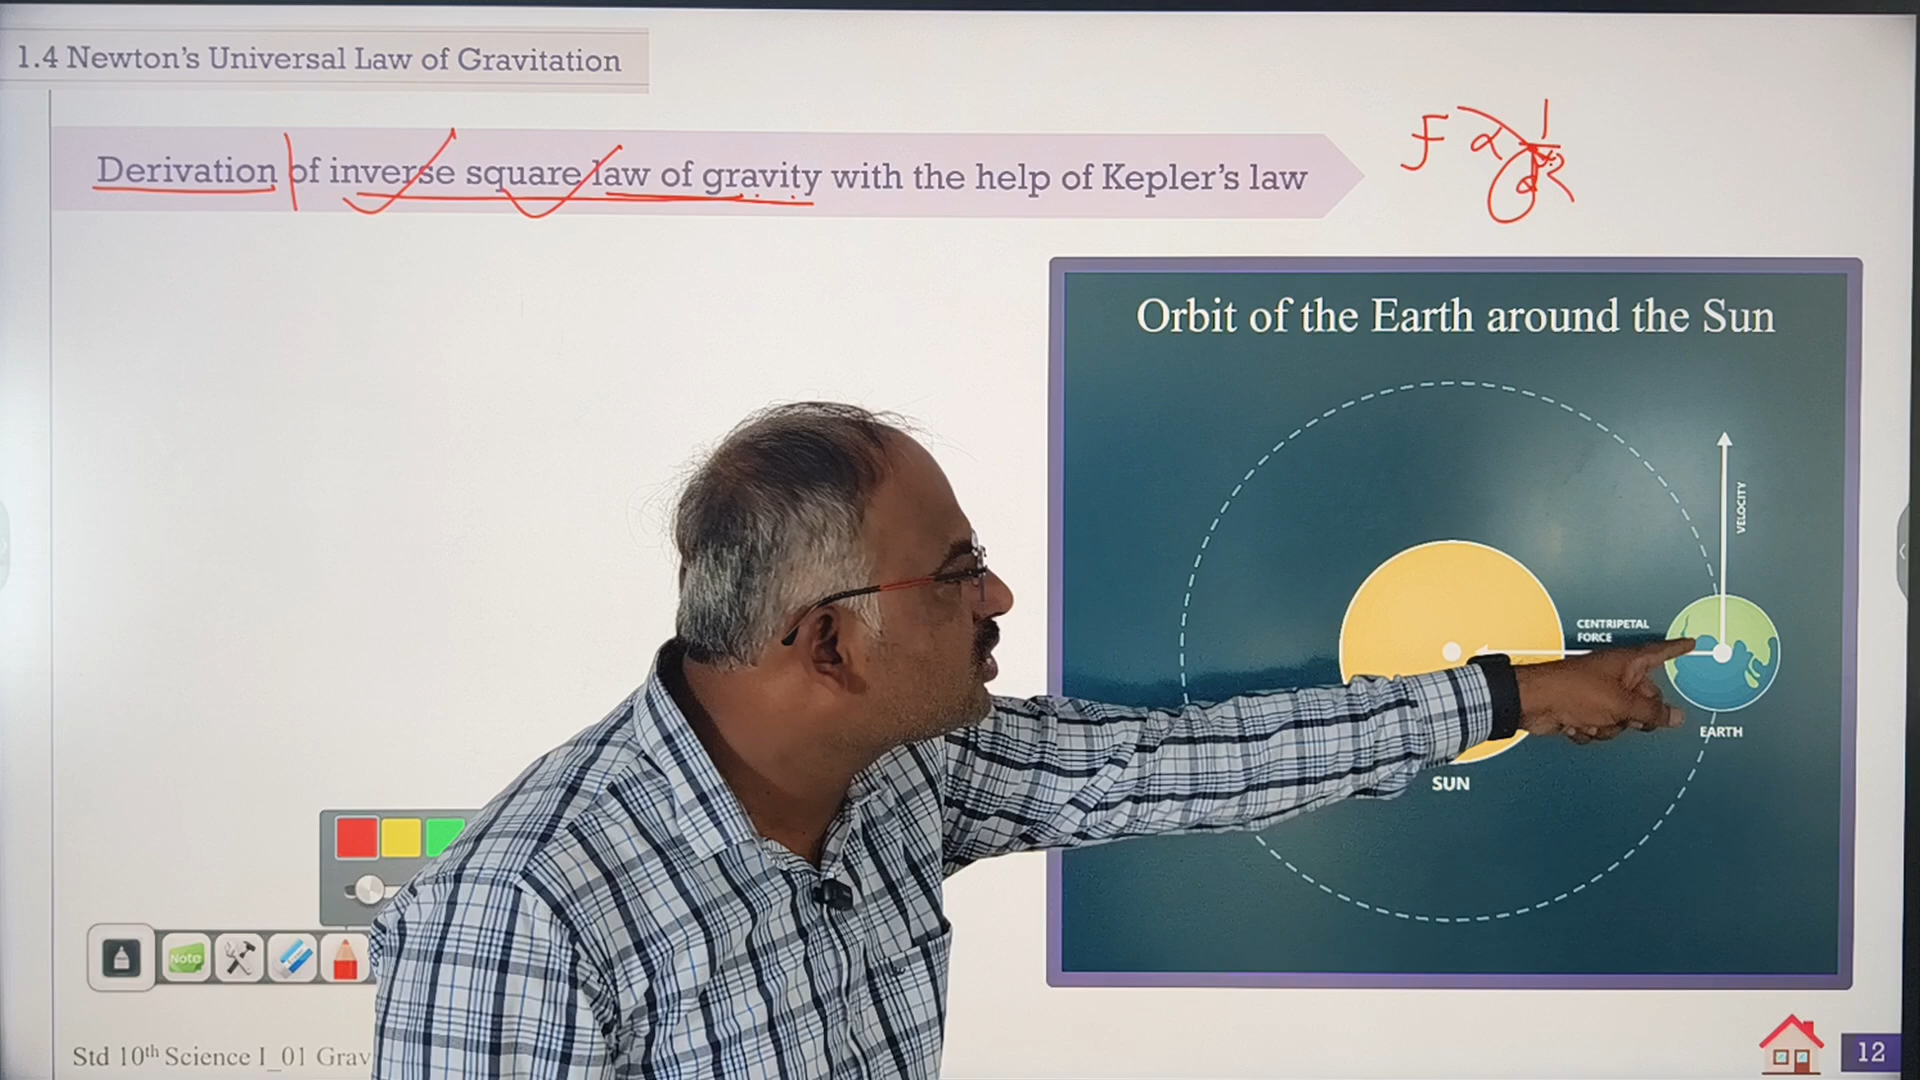 1.4 Newton's Universal Law of Gravitation
Derivation of inverse square law of gravity with the help of Kepler's law
F α 1
Orbit of the Earth around the Sun
VELOCITY
CENTRIPETAL
FORCE
EARTH
SUN
Note
Std 10th Science I_01 Grav
12